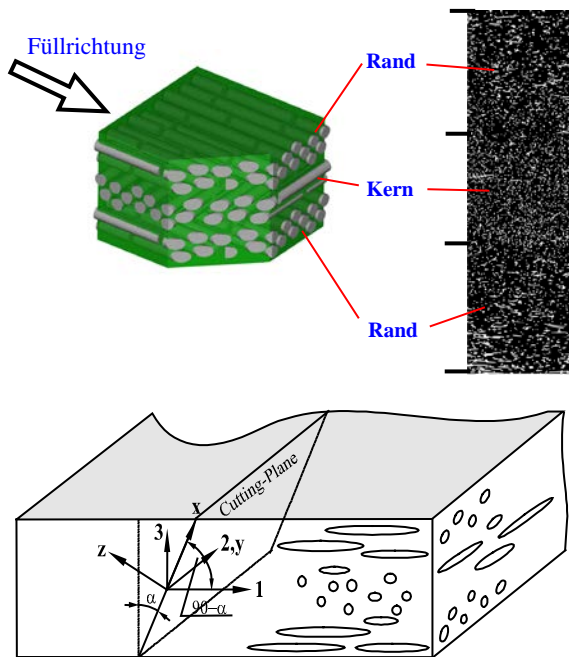 Füllrichtung
Rand
Kern
Rand
Cutting-Plane
x
3
2,y
z
1
α
90–α